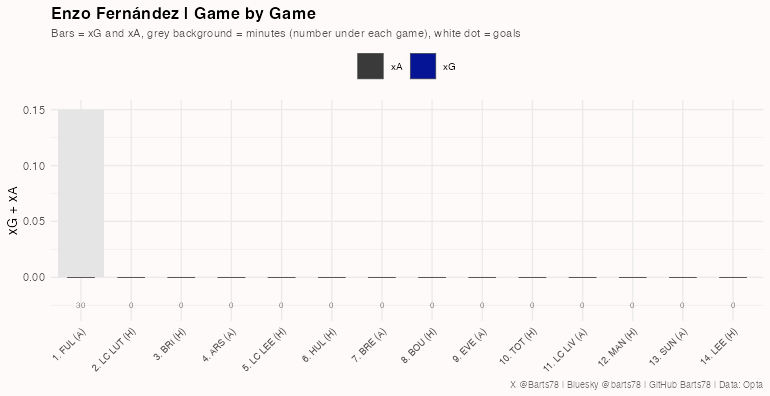 Enzo Fernández | Game by Game
Bars = xG and xA, grey background = minutes (number under each game), white dot = goals
xA xG
xG + xA
0.15
0.10
0.05
0.00
30 0 0 0 0 0 0 0 0 0 0 0 0 0
1. FUL (A)
2. LC LUT (H)
3. BRI (H)
4. ARS (A)
5. LC LEE (H)
6. HUL (H)
7. BRE (A)
8. BOU (H)
9. EVE (A)
10. TOT (H)
11. LC LIV (A)
12. MAN (H)
13. SUN (A)
14. LEE (H)
X @Barts78 | Bluesky @barts78 | GitHub Barts78 | Data: Opta